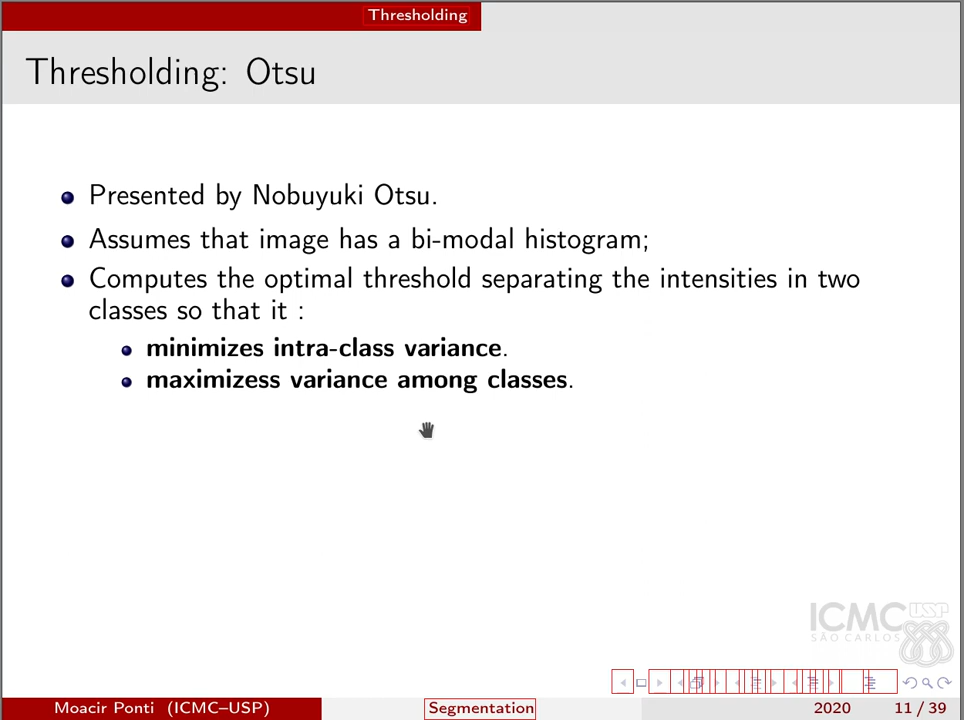 Thresholding
Thresholding: Otsu
Presented by Nobuyuki Otsu.
Assumes that image has a bi-modal histogram;
Computes the optimal threshold separating the intensities in two
classes so that it :
minimizes intra-class variance.
maximizess variance among classes.
ICMC USP
SÃO CARLOS
Moacir Ponti (ICMC–USP)
Segmentation
2020
11 / 39